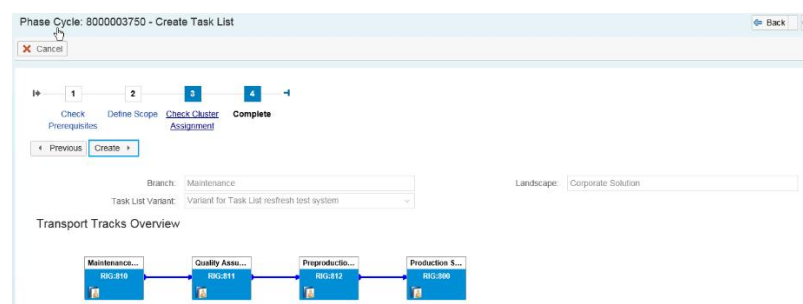 Phase Cycle: 8000003750 - Create Task List
Back
Cancel
1 2 3 4
Check Prerequisites
Define Scope
Check Cluster Assignment
Complete
Previous Create
Branch: Maintenance
Landscape: Corporate Solution
Task List Variant: Variant for Task List resfresh test system
Transport Tracks Overview
Maintenance... Quality Assu... Preproductio... Production S...
RIG:810 RIG:811 RIG:812 RIG:800